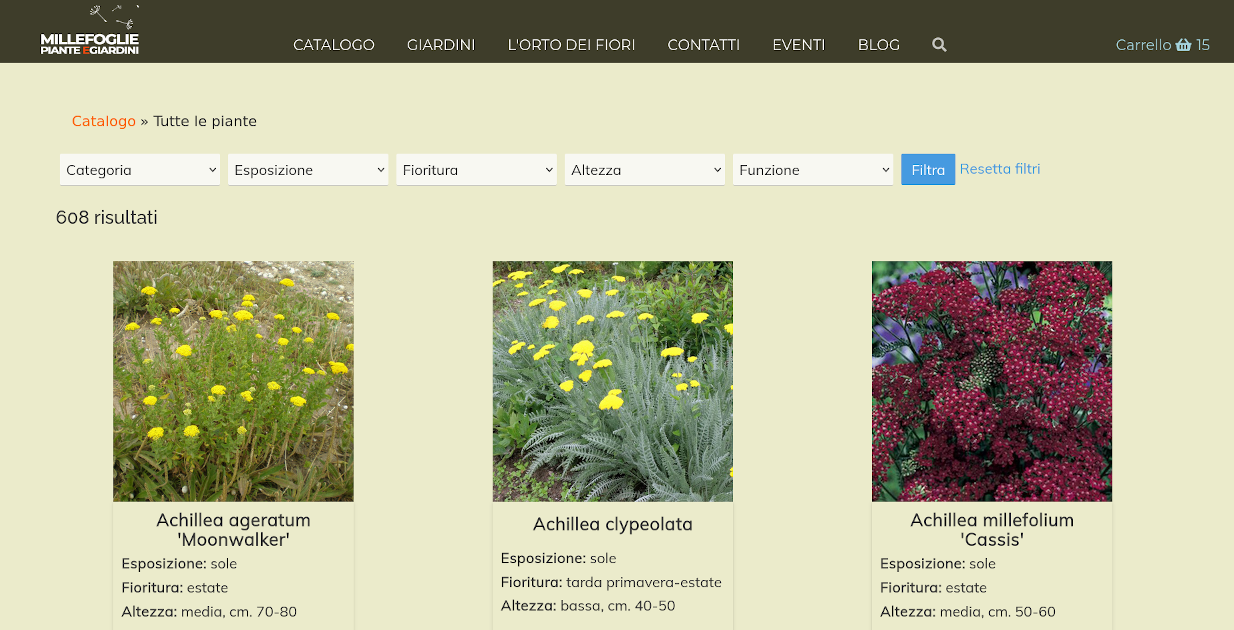 MILLEFOGLIE
PIANTE EGIARDINI
CATALOGO GIARDINI L'ORTO DEI FIORI CONTATTI EVENTI BLOG
Carrello 15
Catalogo » Tutte le piante
Categoria Esposizione Fioritura Altezza Funzione Filtra Resetta filtri
608 risultati
Achillea ageratum
'Moonwalker'
Esposizione: sole
Fioritura: estate
Altezza: media, cm. 70-80
Achillea clypeolata
Esposizione: sole
Fioritura: tarda primavera-estate
Altezza: bassa, cm. 40-50
Achillea millefolium
'Cassis'
Esposizione: sole
Fioritura: estate
Altezza: media, cm. 50-60